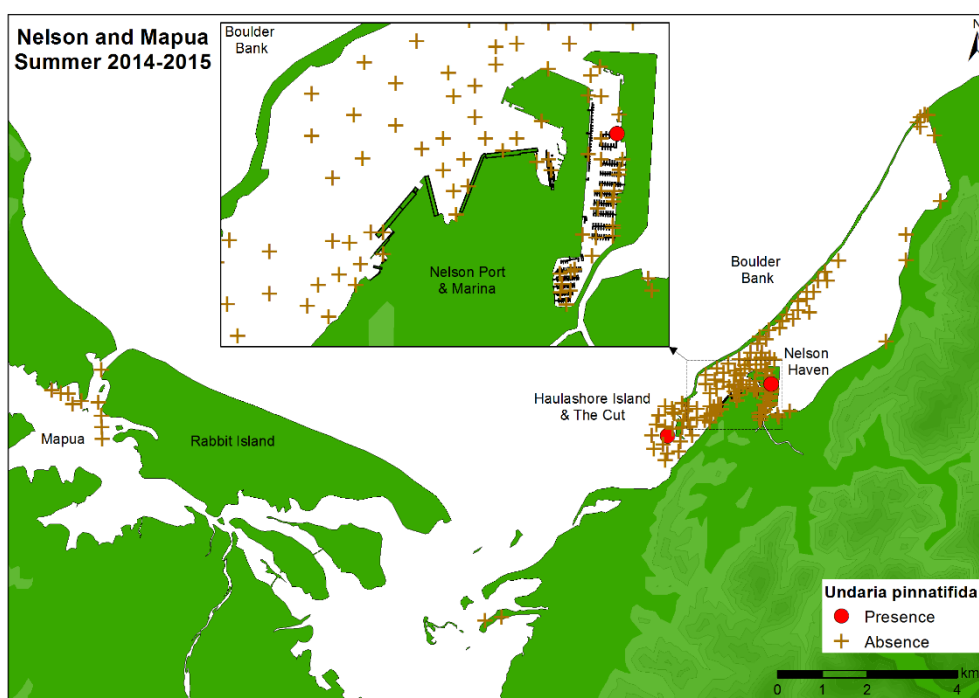 Nelson and Mapua
Summer 2014-2015
Boulder
Bank
Nelson Port
& Marina
N
Boulder
Bank
Nelson
Haven
Haulashore Island
& The Cut
Mapua
Rabbit Island
Undaria pinnatifida
Presence
Absence
km
0 1 2 4